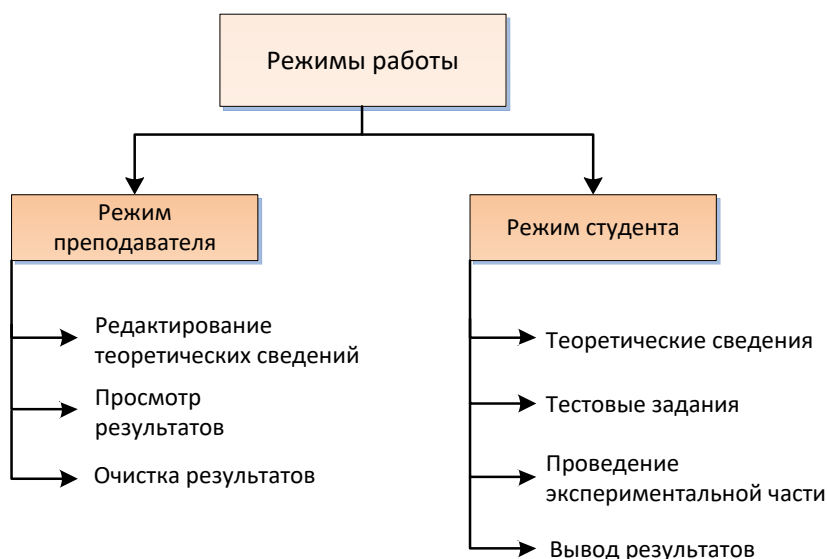 Режимы работы
Режим
преподавателя
Редактирование
теоретических сведений
Просмотр
результатов
Очистка результатов
Режим студента
Теоретические сведения
Тестовые задания
Проведение
экспериментальной части
Вывод результатов